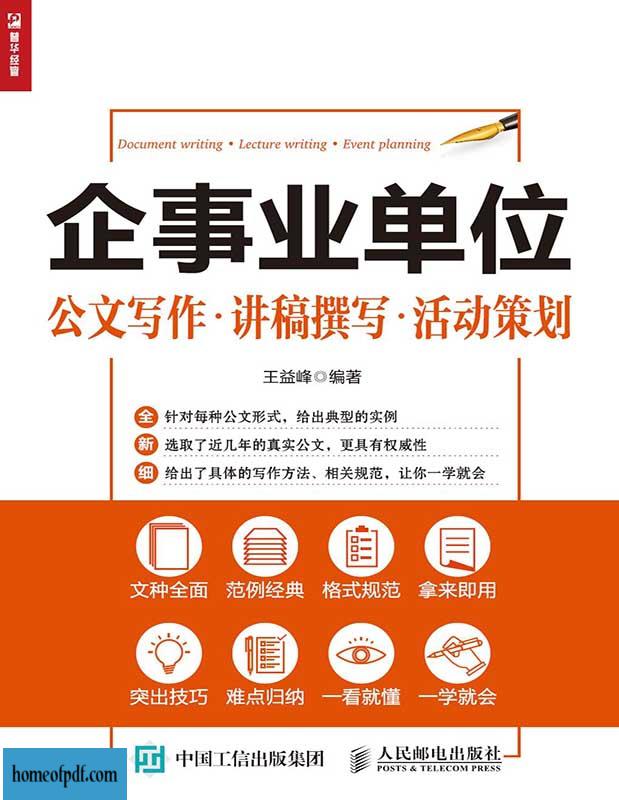 普华经管
Document writing • Lecture writing • Event planning
企事业单位
公文写作·讲稿撰写·活动策划
王益峰◎编著
全 针对每种公文形式，给出典型的实例
新 选取了近几年的真实公文，更具有权威性
细 给出了具体的写作方法、相关规范，让你一学就会
文种全面 范例经典 格式规范 拿来即用
突出技巧 难点归纳 一看就懂 一学就会
中国工信出版集团 人民邮电出版社
POSTS & TELECOM PRESS
homeofpdf.com